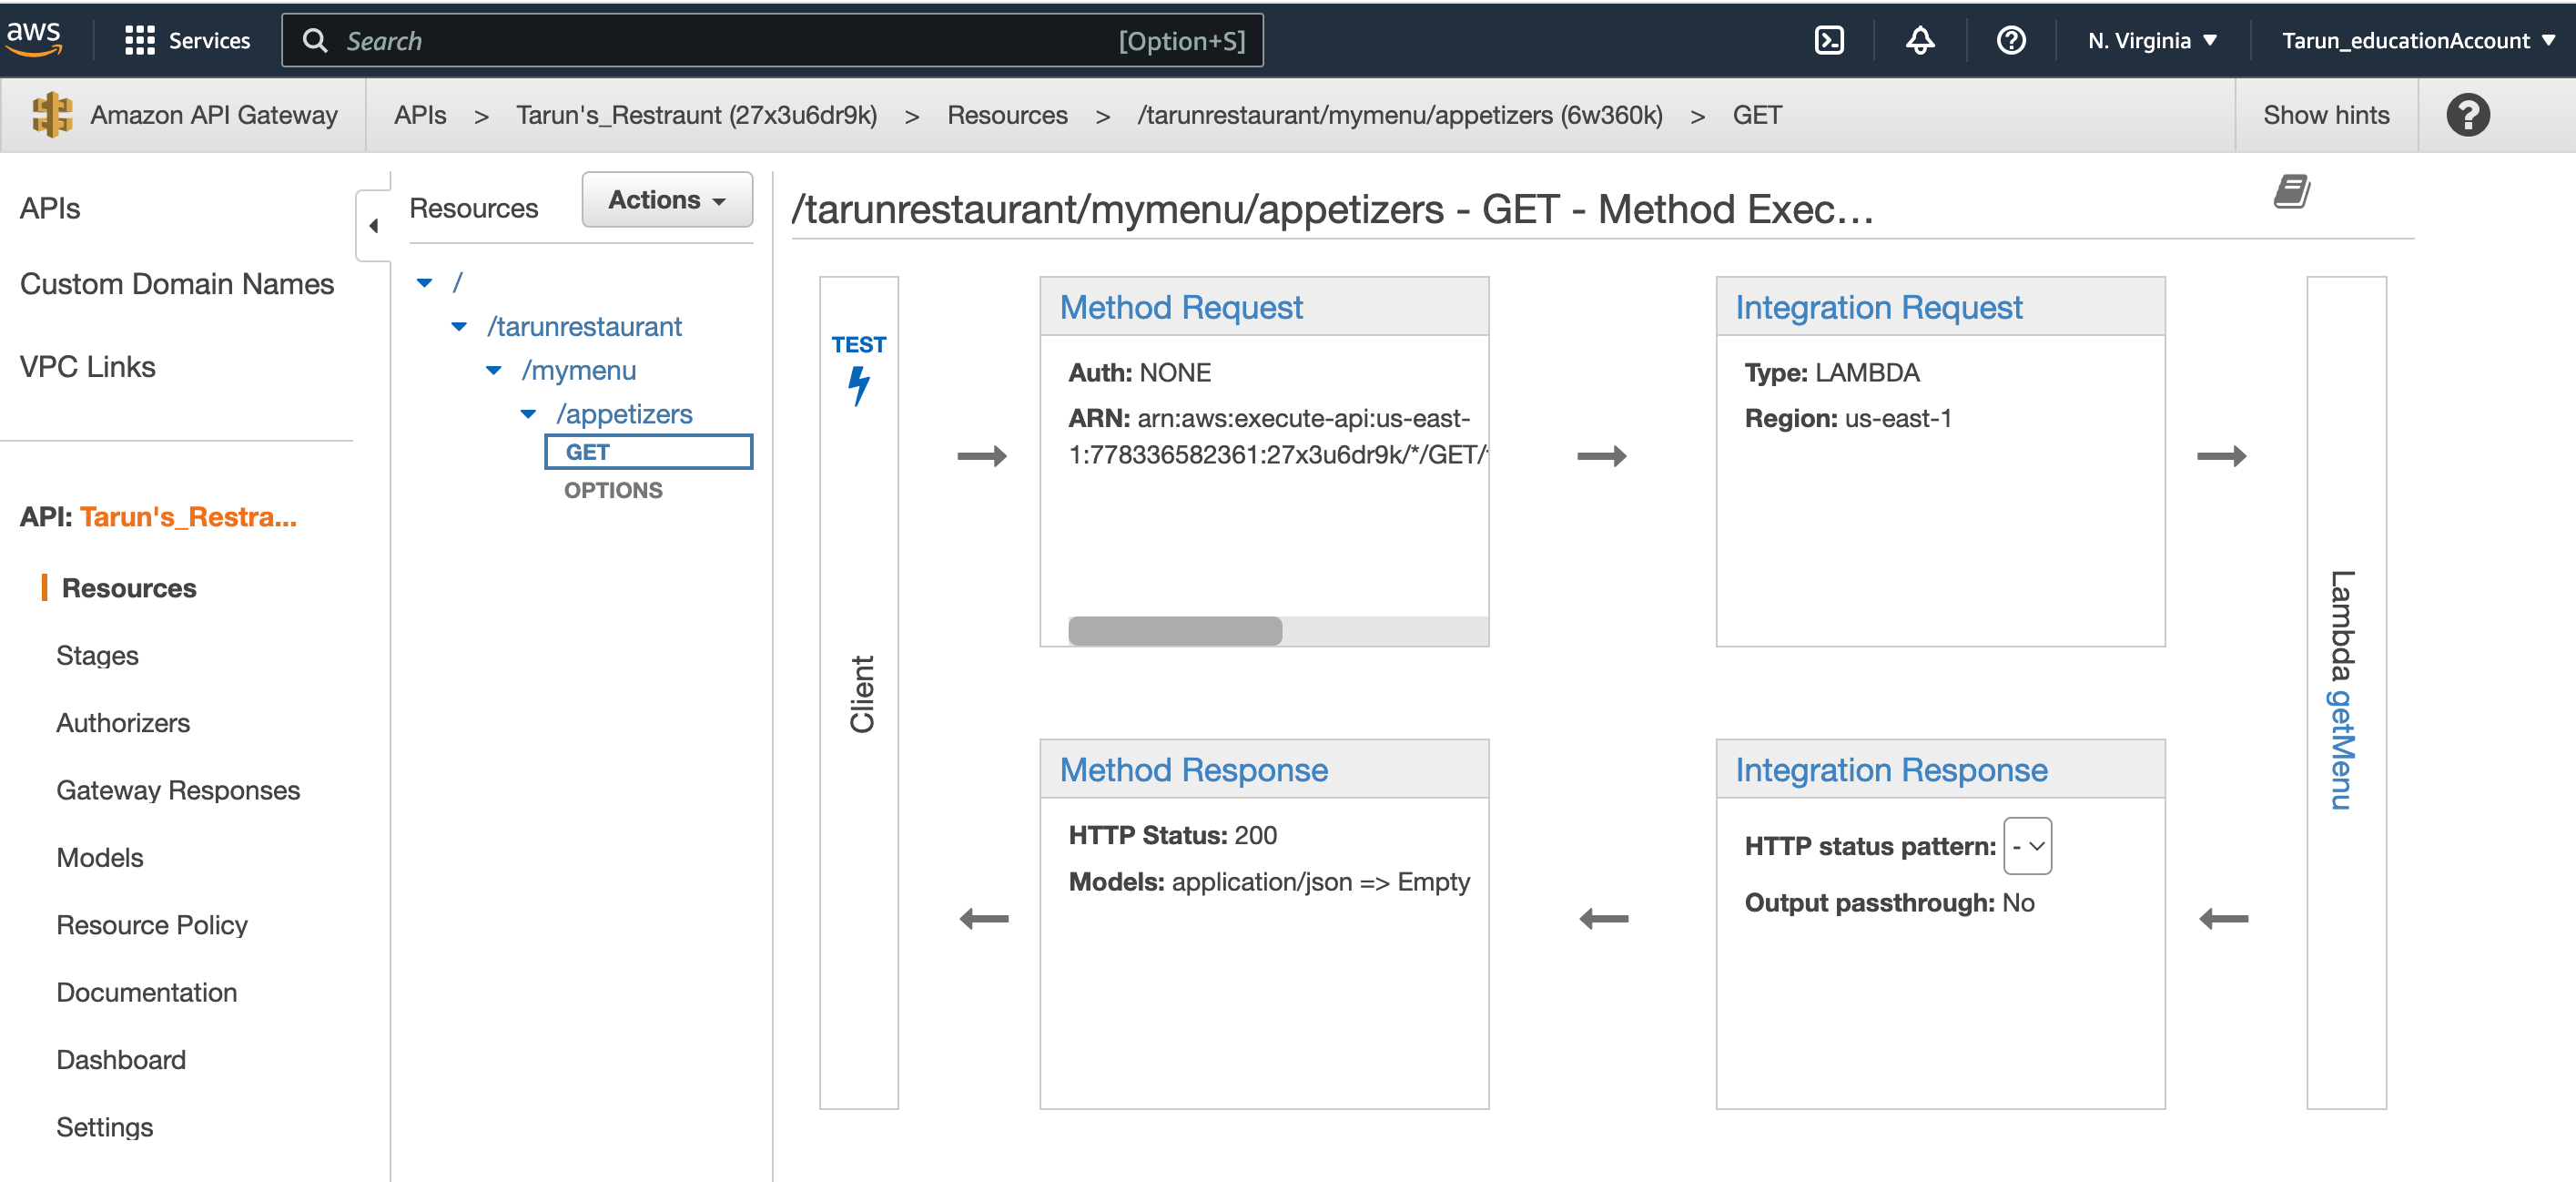 aws
Services
Search
[Option+S]
N. Virginia
Tarun_educationAccount
Amazon API Gateway
APIs > Tarun's_Restraunt (27x3u6dr9k) > Resources > /tarunrestaurant/mymenu/appetizers (6w360k) > GET
Show hints
?
APIs
Custom Domain Names
VPC Links
API: Tarun's_Restra...
Resources
Stages
Authorizers
Gateway Responses
Models
Resource Policy
Documentation
Dashboard
Settings
Resources
Actions
/
/tarunrestaurant
/mymenu
/appetizers
GET
OPTIONS
/tarunrestaurant/mymenu/appetizers - GET - Method Exec...
TEST
Client
Method Request
Auth: NONE
ARN: arn:aws:execute-api:us-east-
1:778336582361:27x3u6dr9k/*/GET/
Integration Request
Type: LAMBDA
Region: us-east-1
Lambda getMenu
Method Response
HTTP Status: 200
Models: application/json => Empty
Integration Response
HTTP status pattern: -
Output passthrough: No